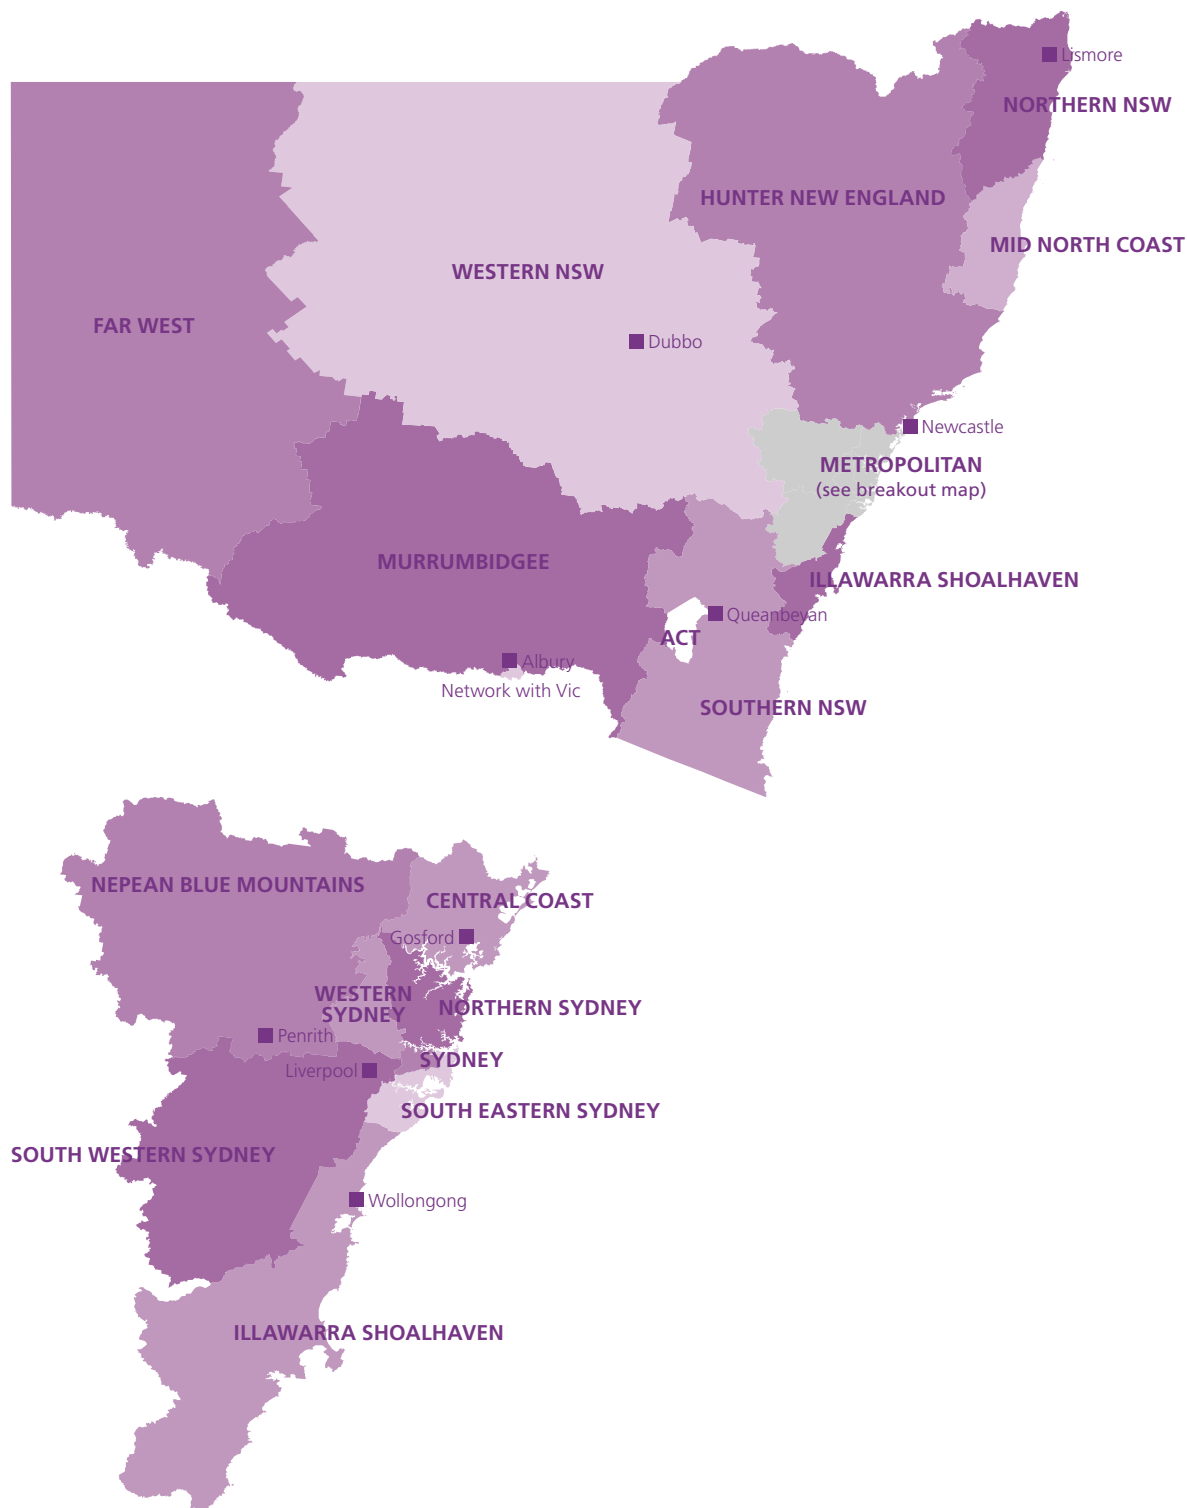 Lismore
NORTHERN NSW
HUNTER NEW ENGLAND
MID NORTH COAST
WESTERN NSW
FAR WEST
Dubbo
Newcastle
METROPOLITAN
(see breakout map)
MURRUMBIDGEE
ILLAWARRA SHOALHAVEN
Queanbeyan
ACT
Albury
Network with Vic
SOUTHERN NSW
NEPEAN BLUE MOUNTAINS
CENTRAL COAST
Gosford
WESTERN
SYDNEY
NORTHERN SYDNEY
Penrith
SYDNEY
Liverpool
SOUTH EASTERN SYDNEY
SOUTH WESTERN SYDNEY
Wollongong
ILLAWARRA SHOALHAVEN